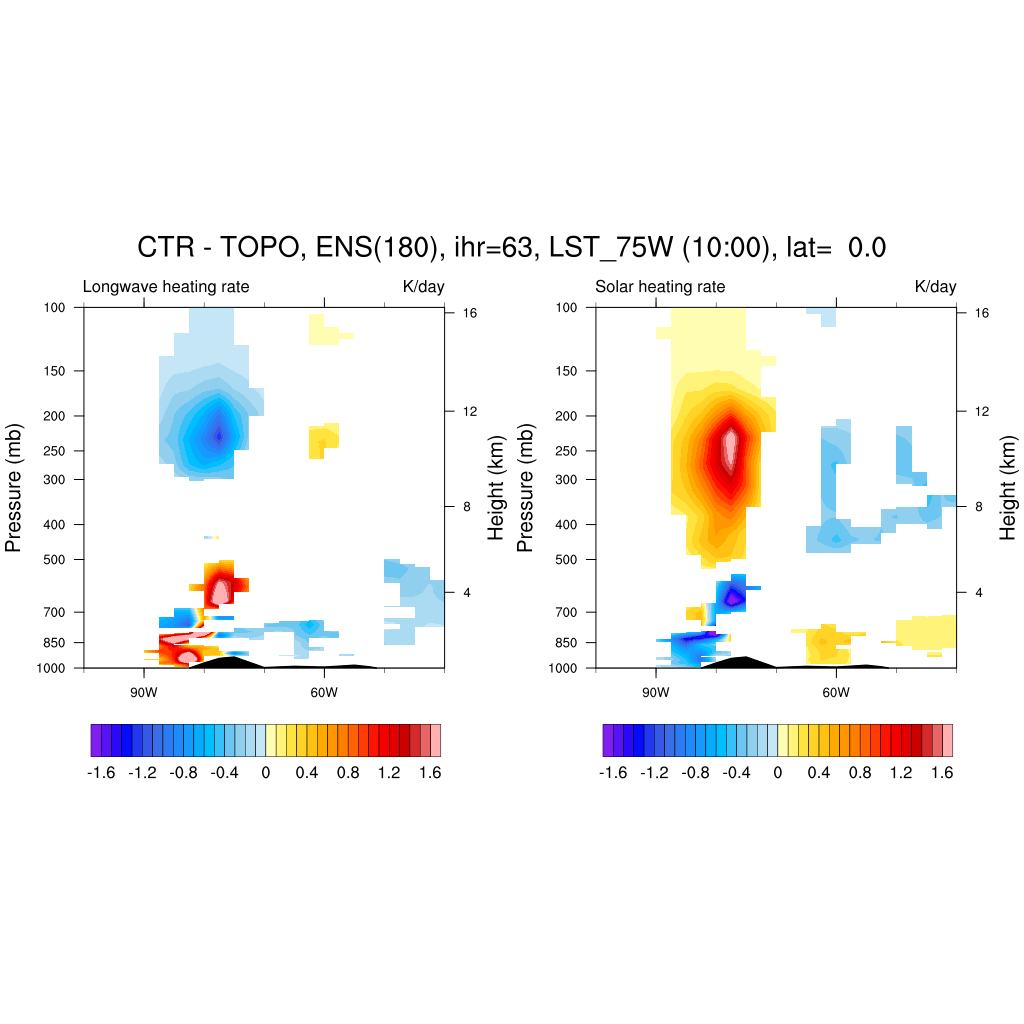 CTR - TOPO, ENS(180), ihr=63, LST_75W (10:00), lat= 0.0
Longwave heating rate K/day
100
150
200
250
300
400
500
700
850
1000
Pressure (mb)
16
12
8
4
Height (km)
90W 60W
-1.6 -1.2 -0.8 -0.4 0 0.4 0.8 1.2 1.6
Solar heating rate K/day
100
150
200
250
300
400
500
700
850
1000
Pressure (mb)
16
12
8
4
Height (km)
90W 60W
-1.6 -1.2 -0.8 -0.4 0 0.4 0.8 1.2 1.6